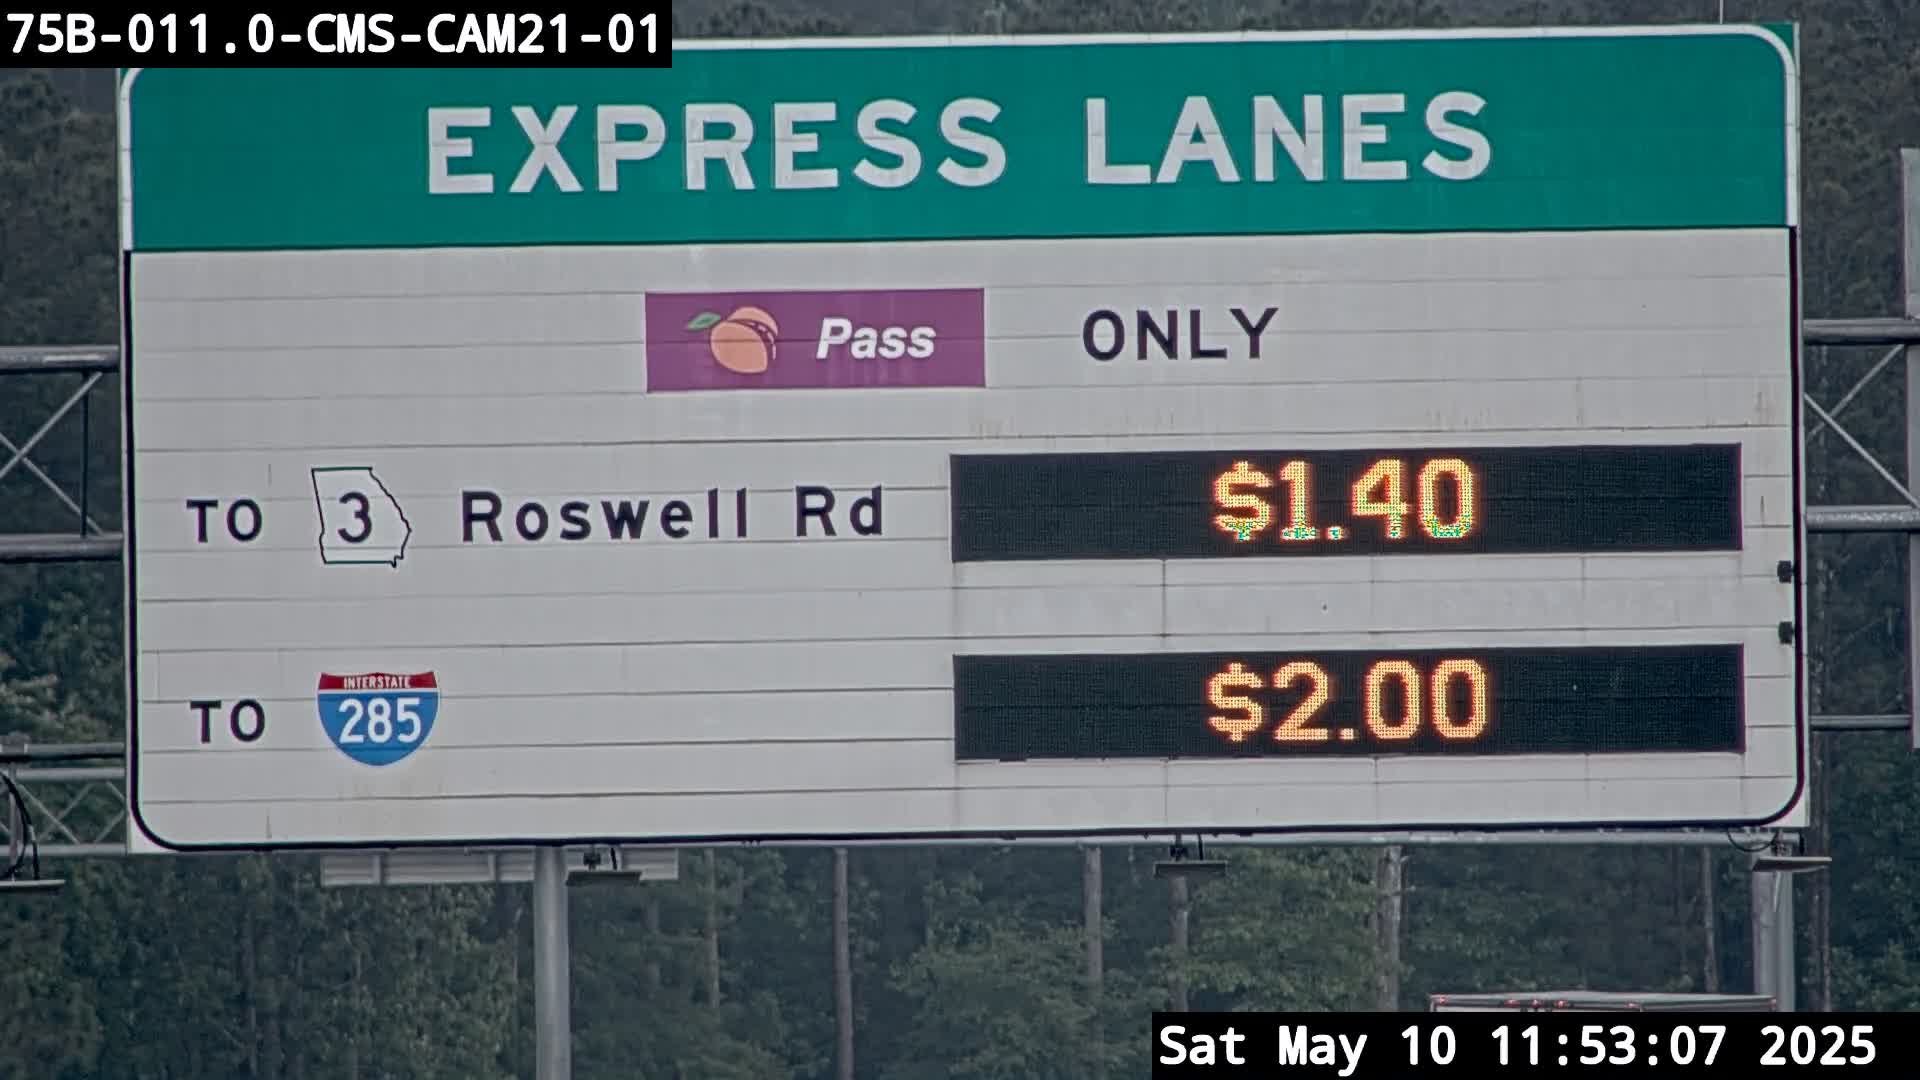 75B-011.0-CMS-CAM21-01
EXPRESS LANES
Pass ONLY
TO 3 Roswell Rd $1.40
TO INTERSTATE 285 $2.00
Sat May 10 11:53:07 2025